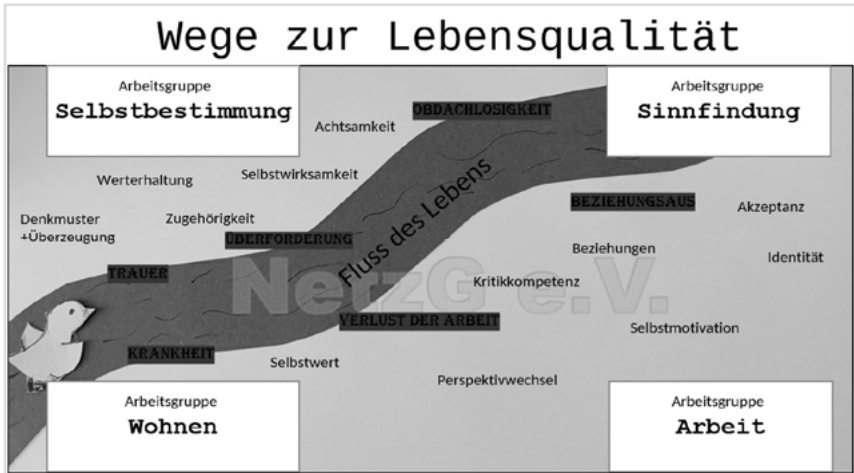 Wege zur Lebensqualität
Arbeitsgruppe
Selbstbestimmung
Arbeitsgruppe
Sinnfindung
OBDACHLOSIGKEIT
Achtsamkeit
Werterhaltung
Selbstwirksamkeit
Denkmuster
+Überzeugung
Zugehörigkeit
ÜBERFORDERUNG
Fluss des Lebens
BEZIEHUNGSAUS
Akzeptanz
Beziehungen
Identität
TRAUER
Kritikkompetenz
NetzG e.V.
VERLUST DER ARBEIT
Selbstmotivation
KRANKHEIT
Selbstwert
Perspektivwechsel
Arbeitsgruppe
Wohnen
Arbeitsgruppe
Arbeit